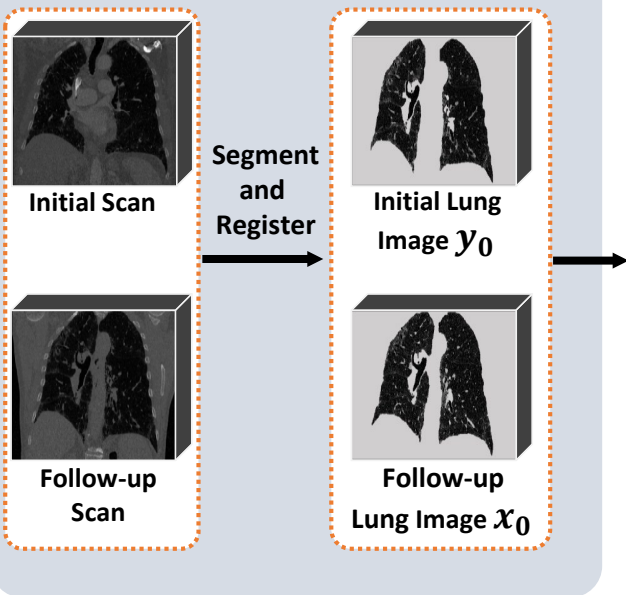 Initial Scan
Segment
and
Register
Initial Lung
Image y₀
Follow-up
Scan
Follow-up
Lung Image x₀